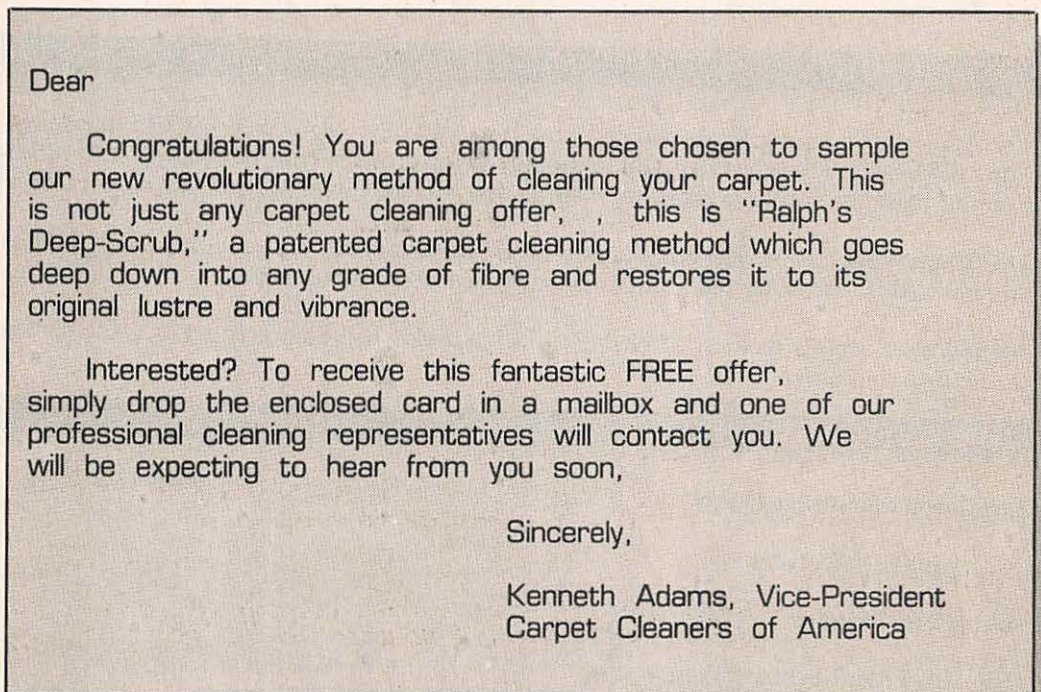 Dear
Congratulations! You are among those chosen to sample
our new revolutionary method of cleaning your carpet. This
is not just any carpet cleaning offer, , this is "Ralph's
Deep-Scrub," a patented carpet cleaning method which goes
deep down into any grade of fibre and restores it to its
original lustre and vibrance.
Interested? To receive this fantastic FREE offer,
simply drop the enclosed card in a mailbox and one of our
professional cleaning representatives will contact you. We
will be expecting to hear from you soon,
Sincerely,
Kenneth Adams, Vice-President
Carpet Cleaners of America